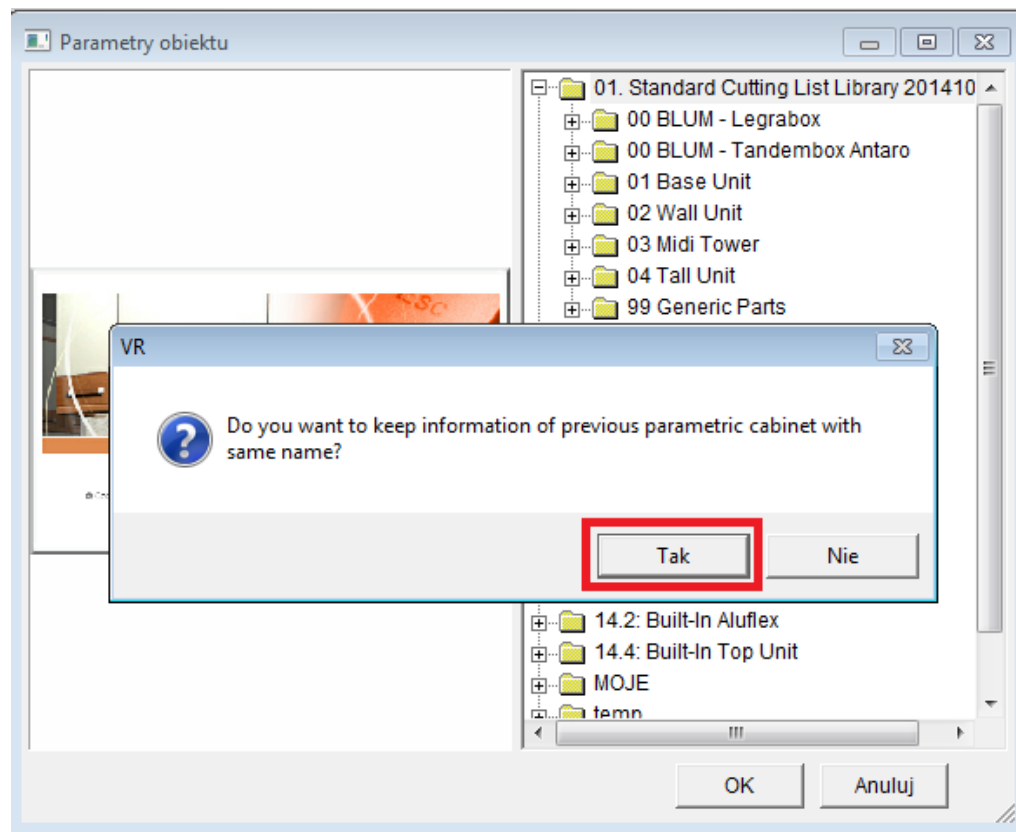 Parametry obiektu
01. Standard Cutting List Library 201410
00 BLUM - Legrabox
00 BLUM - Tandembox Antaro
01 Base Unit
02 Wall Unit
03 Midi Tower
04 Tall Unit
99 Generic Parts
VR
Do you want to keep information of previous parametric cabinet with
same name?
Tak
Nie
14.2: Built-In Aluflex
14.4: Built-In Top Unit
MOJE
temp
OK
Anuluj